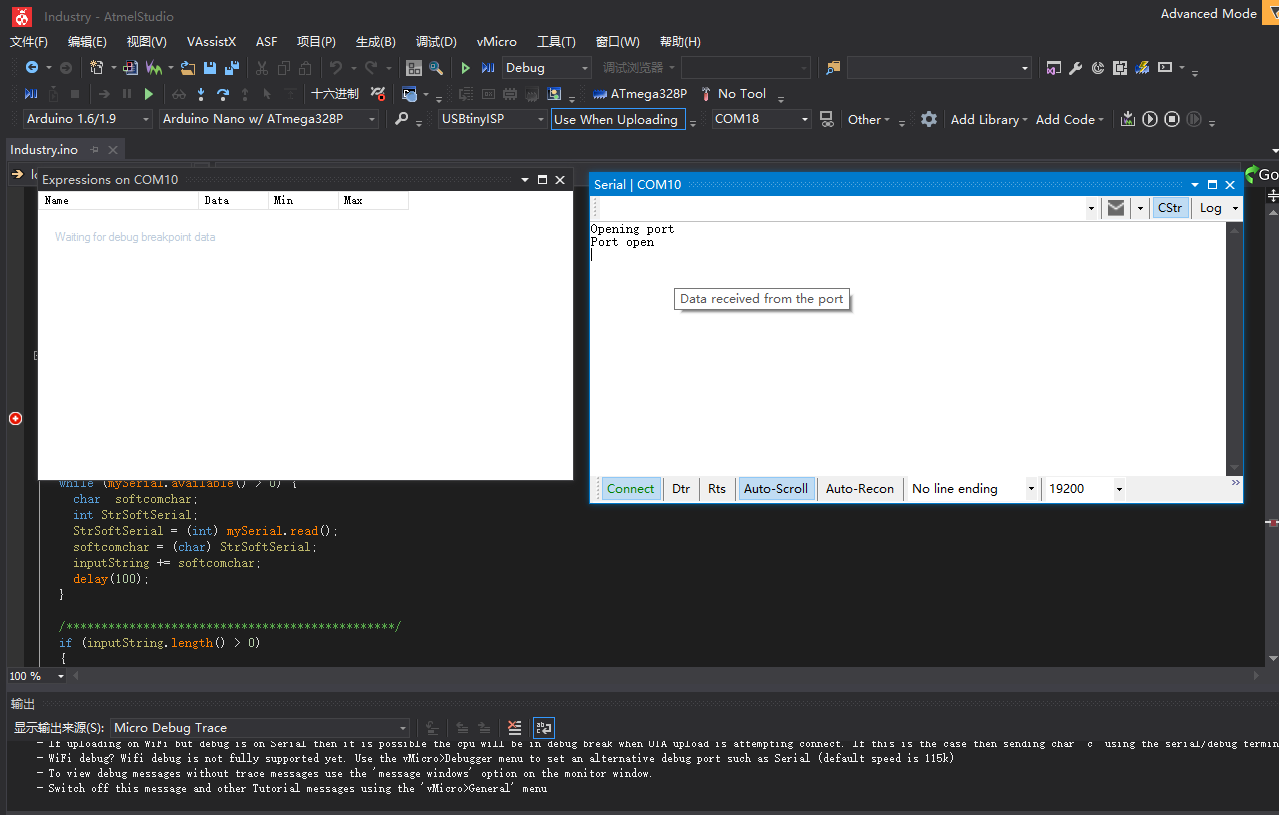 Industry - AtmelStudio
Advanced Mode
文件(F) 编辑(E) 视图(V) VAssistX ASF 项目(P) 生成(B) 调试(D) vMicro 工具(T) 窗口(W) 帮助(H)
Debug 调试浏览器
十六进制 ATmega328P No Tool
Arduino 1.6/1.9 Arduino Nano w/ ATmega328P USBtinyISP Use When Uploading COM18 Other Add Library Add Code
Industry.ino
Go
Expressions on COM10
Name Data Min Max
Waiting for debug breakpoint data
Serial | COM10
CStr Log
Opening port
Port open
Data received from the port
Connect Dtr Rts Auto-Scroll Auto-Recon No line ending 19200
while (mySerial.available() > 0) {
char softcomchar;
int StrSoftSerial;
StrSoftSerial = (int) mySerial.read();
softcomchar = (char) StrSoftSerial;
inputString += softcomchar;
delay(100);
}
/***********************************************/
if (inputString.length() > 0)
{
100 %
输出
显示输出来源(S): Micro Debug Trace
- If uploading on WiFi but debug is on Serial then it is possible the cpu will be in debug break when OTA upload is attempting connect. If this is the case then sending char 'c' using the serial/debug termin
- WiFi debug? Wifi debug is not fully supported yet. Use the vMicro>Debugger menu to set an alternative debug port such as Serial (default speed is 115k)
- To view debug messages without trace messages use the 'message windows' option on the monitor window.
- Switch off this message and other Tutorial messages using the 'vMicro>General' menu